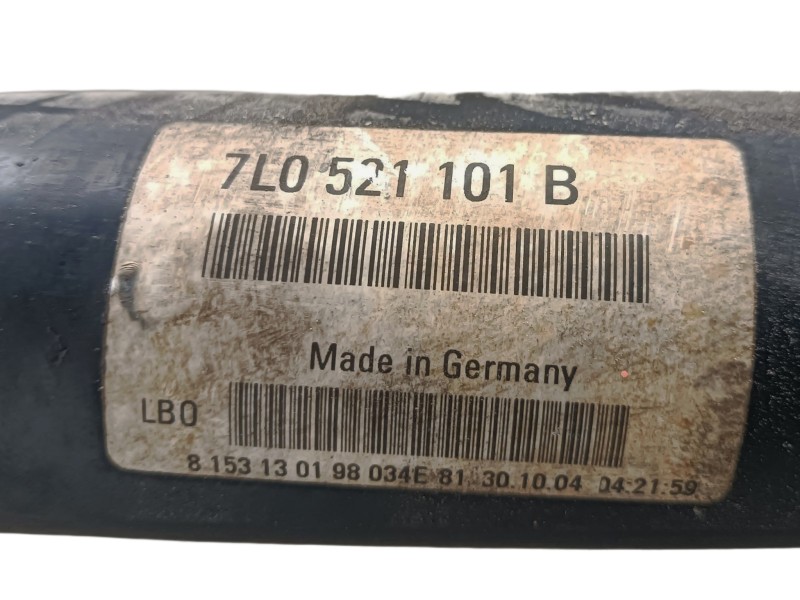 7L0 521 101 B
Made in Germany
LBO
8 153 13 01 98 034E 81 30.10.04 04:21:59